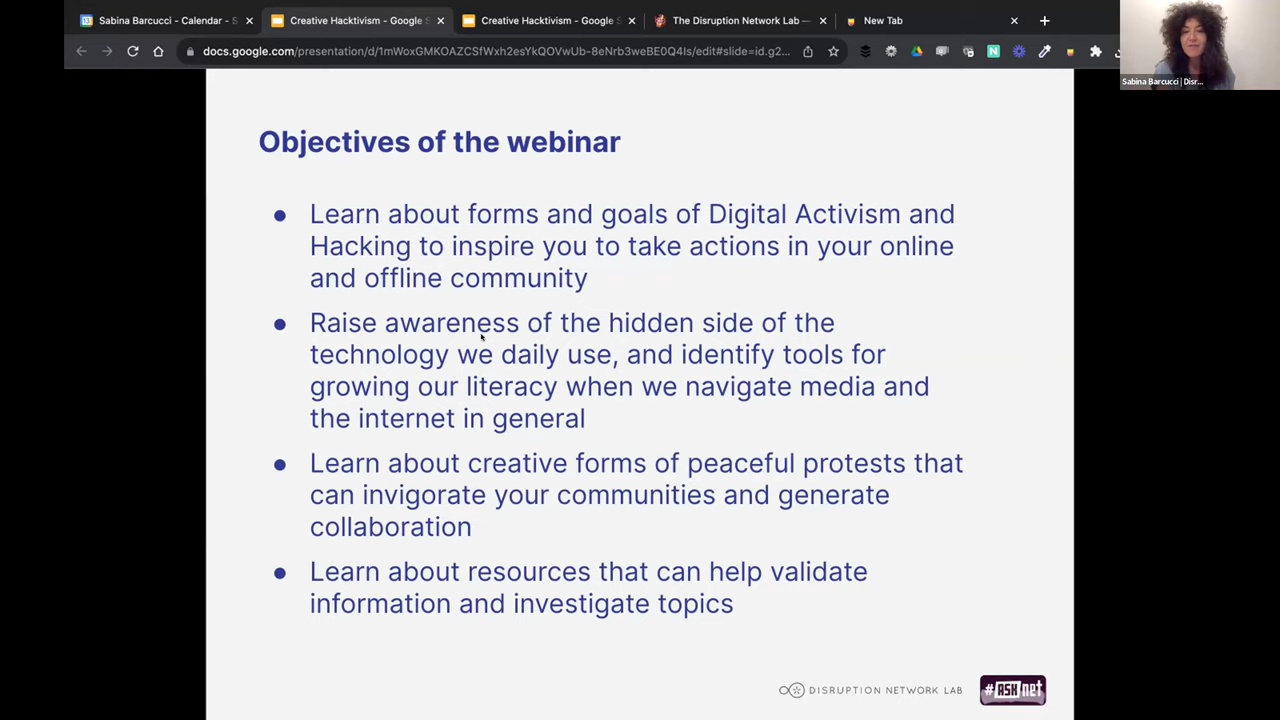 Sabina Barcucci - Calendar - S
Creative Hacktivism - Google S
Creative Hacktivism - Google S
The Disruption Network Lab —
New Tab
docs.google.com/presentation/d/1mWoxGMKOAZCSfWxh2esYkQOVwUb-8eNrb3weBE0Q4Is/edit#slide=id.g2...
Sabina Barcucci | Disr...
Objectives of the webinar
● Learn about forms and goals of Digital Activism and
Hacking to inspire you to take actions in your online
and offline community
● Raise awareness of the hidden side of the
technology we daily use, and identify tools for
growing our literacy when we navigate media and
the internet in general
● Learn about creative forms of peaceful protests that
can invigorate your communities and generate
collaboration
● Learn about resources that can help validate
information and investigate topics
DISRUPTION NETWORK LAB
#ASKnet